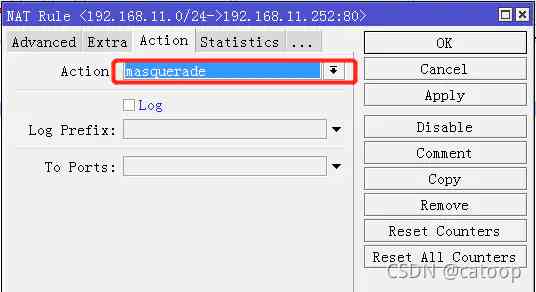 NAT Rule <192.168.11.0/24->192.168.11.252:80>
Advanced Extra Action Statistics ...
Action: masquerade
Log
Log Prefix:
To Ports:
OK
Cancel
Apply
Disable
Comment
Copy
Remove
Reset Counters
Reset All Counters
CSDN @catoop